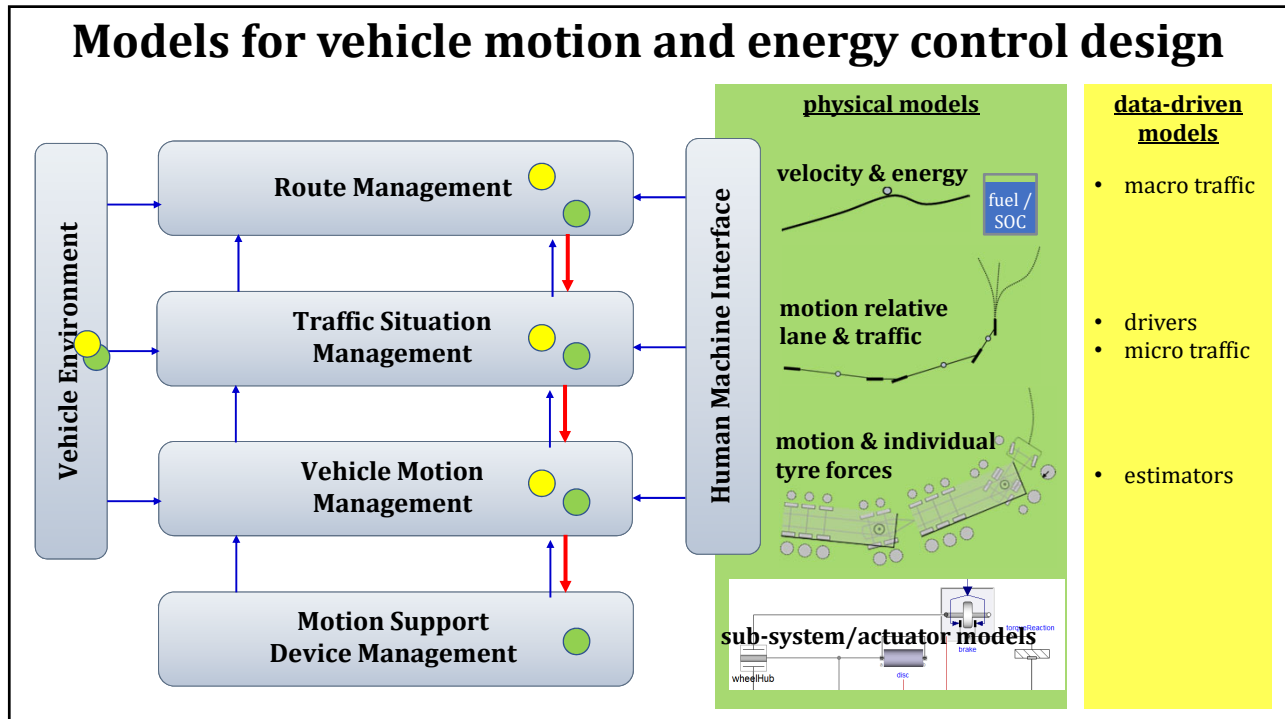 Models for vehicle motion and energy control design
Vehicle Environment
Route Management
Traffic Situation
Management
Vehicle Motion
Management
Motion Support
Device Management
Human Machine Interface
physical models
velocity & energy
fuel /
SOC
motion relative
lane & traffic
motion & individual
tyre forces
sub-system/actuator models
torqueReaction
brake
disc
wheelHub
data-driven
models
• macro traffic
• drivers
• micro traffic
• estimators